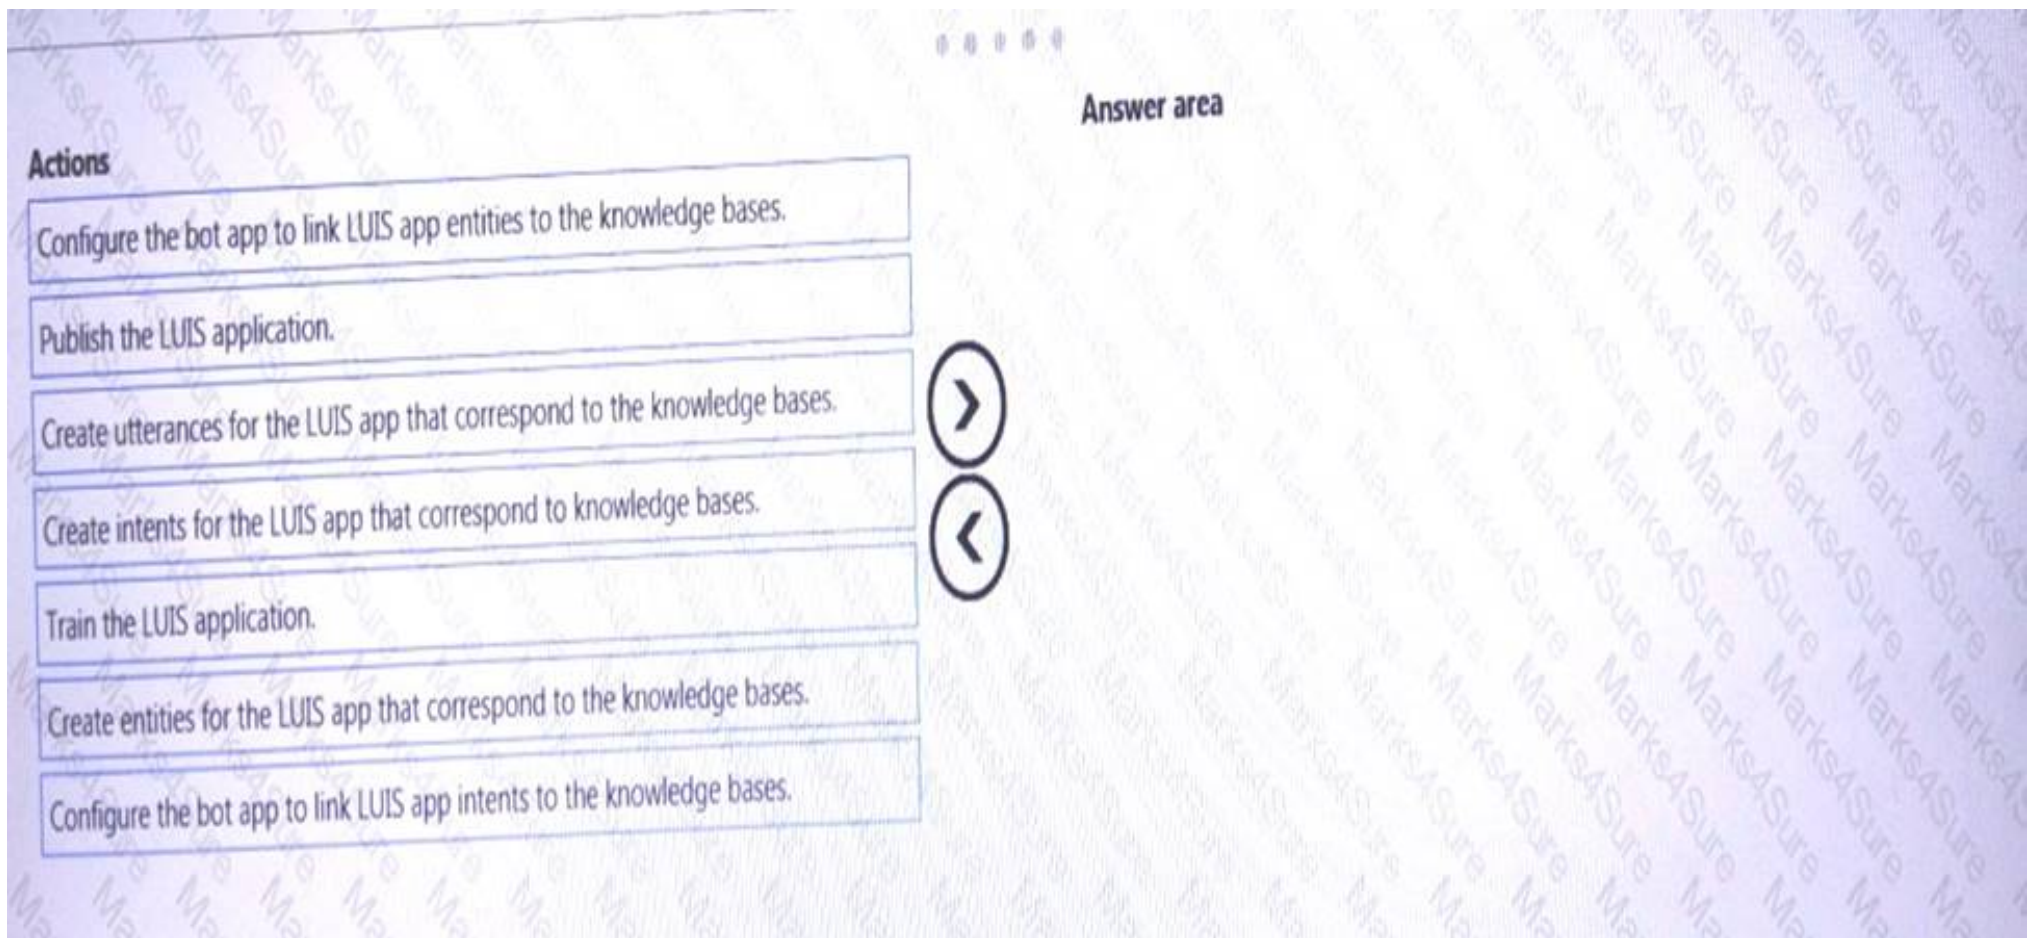 Answer area
Actions
Configure the bot app to link LUIS app entities to the knowledge bases.
Publish the LUIS application.
Create utterances for the LUIS app that correspond to the knowledge bases.
Create intents for the LUIS app that correspond to knowledge bases.
Train the LUIS application.
Create entities for the LUIS app that correspond to the knowledge bases.
Configure the bot app to link LUIS app intents to the knowledge bases.
Marks4Sure